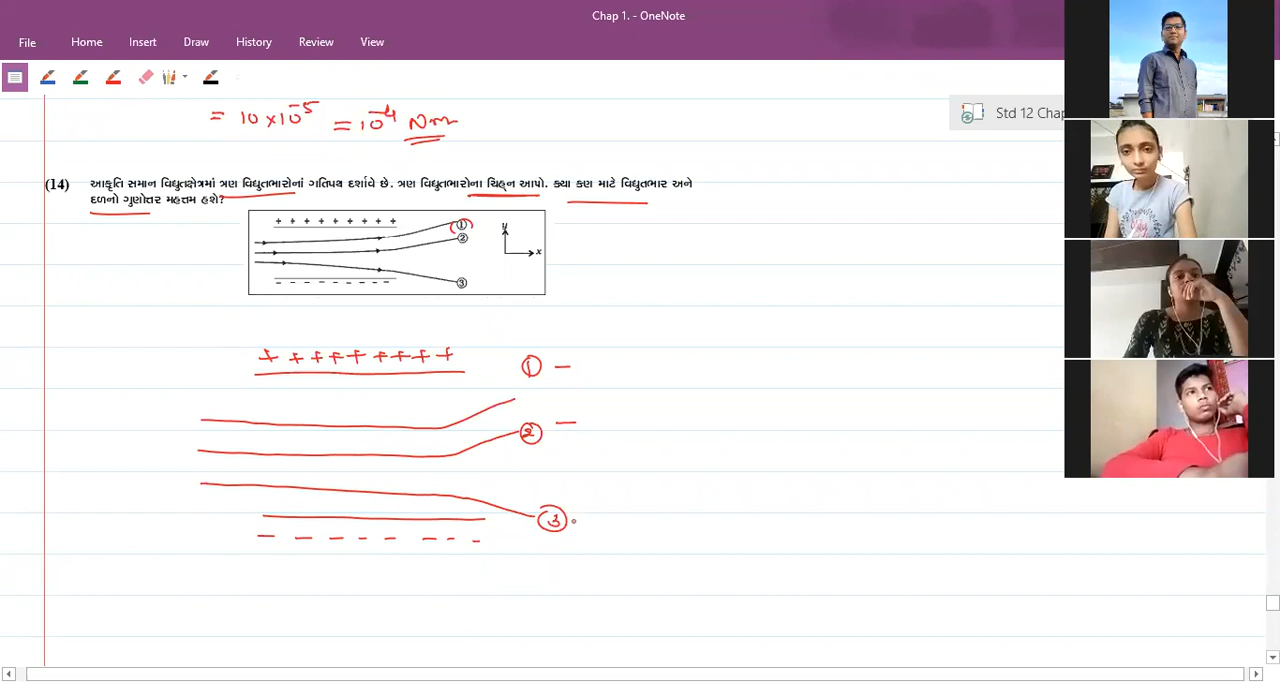 Chap 1. - OneNote
File Home Insert Draw History Review View
Std 12 Chap
= 10 × 10⁻⁵ = 10⁻⁴ Nm
(14) આકૃતિ સમાન વિદ્યુતક્ષેત્રમાં ત્રણ વિદ્યુતભારોનાં ગતિપથ દર્શાવે છે. ત્રણ વિદ્યુતભારોના ચિહ્ન આપો. ક્યા કણ માટે વિદ્યુતભાર અને
દળનો ગુણોત્તર મહત્તમ હશે?
+ + + + + + + + +
①
②
③
- - - - - - - - -
y
x
+ + + + + + + + +
① –
② –
③
- - - - - - - -